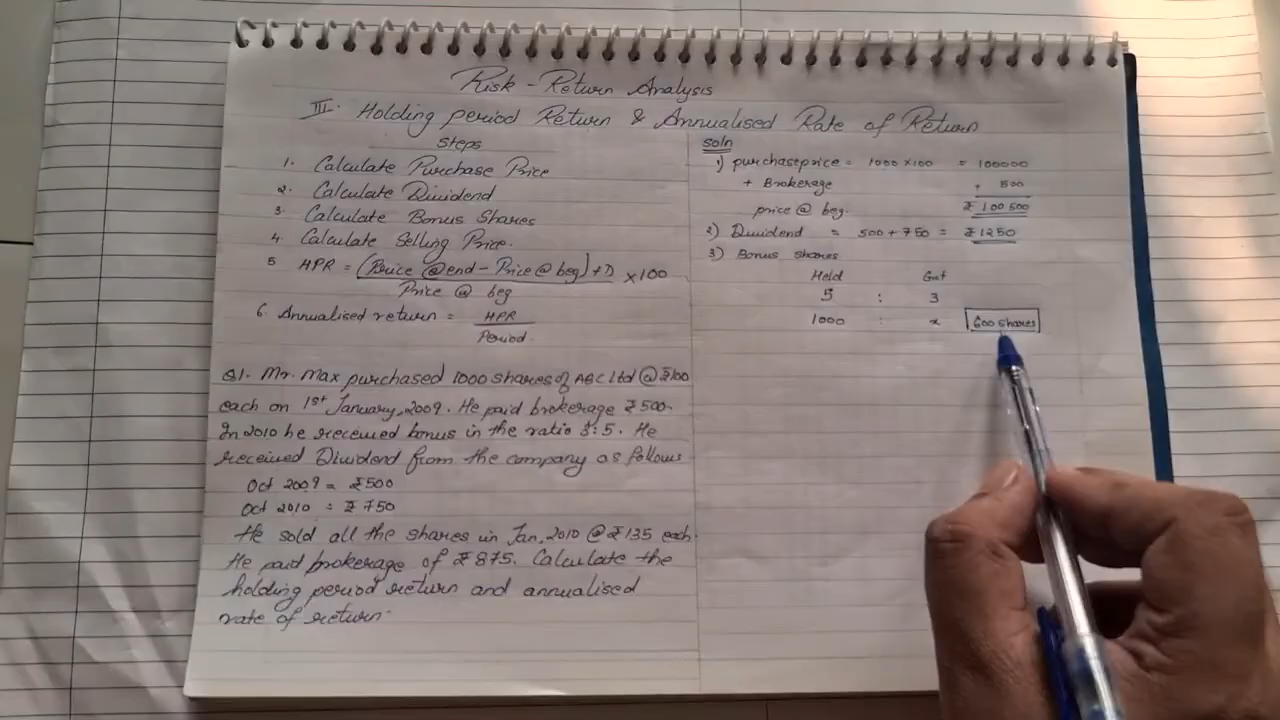 Risk - Return Analysis
III. Holding period Return & Annualised Rate of Return
Steps
1. Calculate Purchase Price
2. Calculate Dividend
3. Calculate Bonus Shares
4. Calculate Selling Price.
5 HPR = (Price @end - Price @ beg) + D × 100
Price @ beg
6. Annualised return = HPR
Period.
Q1. Mr. Max purchased 1000 shares of ABC Ltd @ ₹100
each on 1st January, 2009. He paid brokerage ₹500.
In 2010 he received bonus in the ratio 3:5. He
received Dividend from the company as follows
Oct 2009 = ₹500
Oct 2010 = ₹750
He sold all the shares in Jan, 2010 @ ₹135 each.
He paid brokerage of ₹875. Calculate the
holding period return and annualised
rate of return.
Soln
1) purchase price = 1000 × 100 = 100000
+ Brokerage + 500
price @ beg. ₹ 100500
2) Dividend = 500 + 750 = ₹1250
3) Bonus shares
Held Get
5 : 3
1000 : x 600 shares